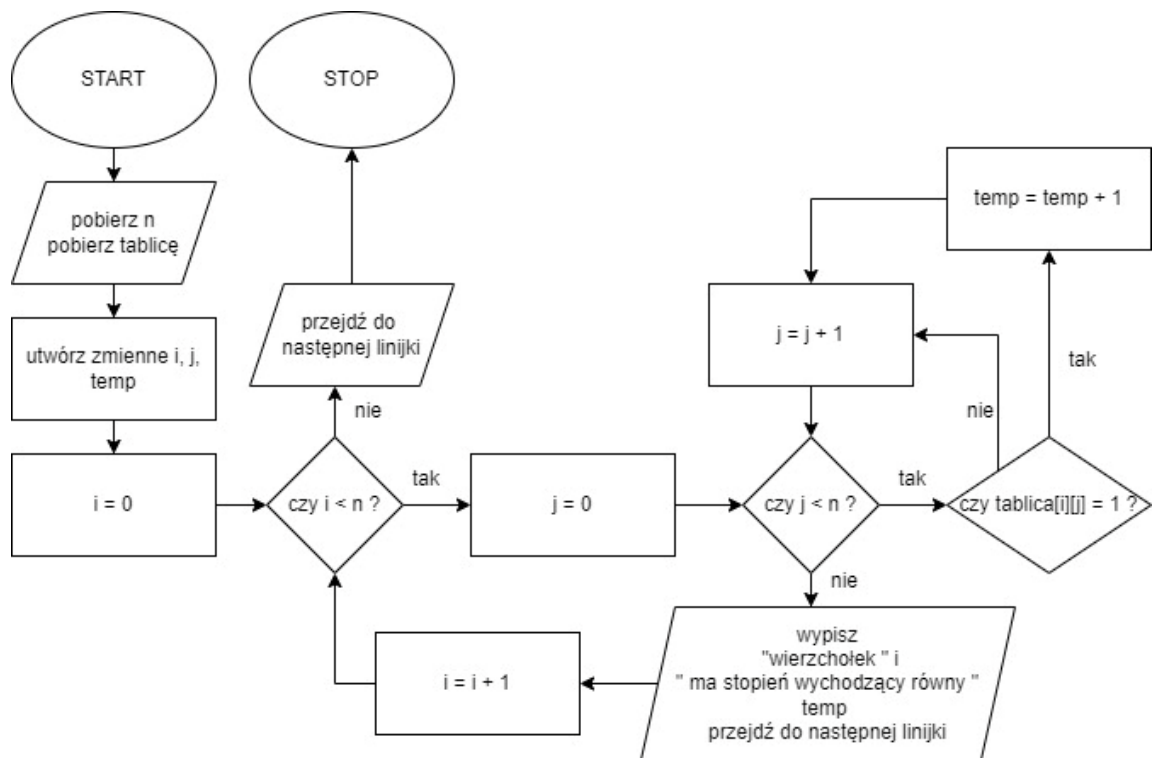 START
pobierz n
pobierz tablicę
utwórz zmienne i, j,
temp
i = 0
STOP
przejdź do
następnej linijki
nie
czy i < n ?
tak
j = 0
temp = temp + 1
j = j + 1
tak
nie
czy j < n ?
tak
czy tablica[i][j] = 1 ?
nie
wypisz
"wierzchołek " i
" ma stopień wychodzący równy "
temp
przejdź do następnej linijki
i = i + 1